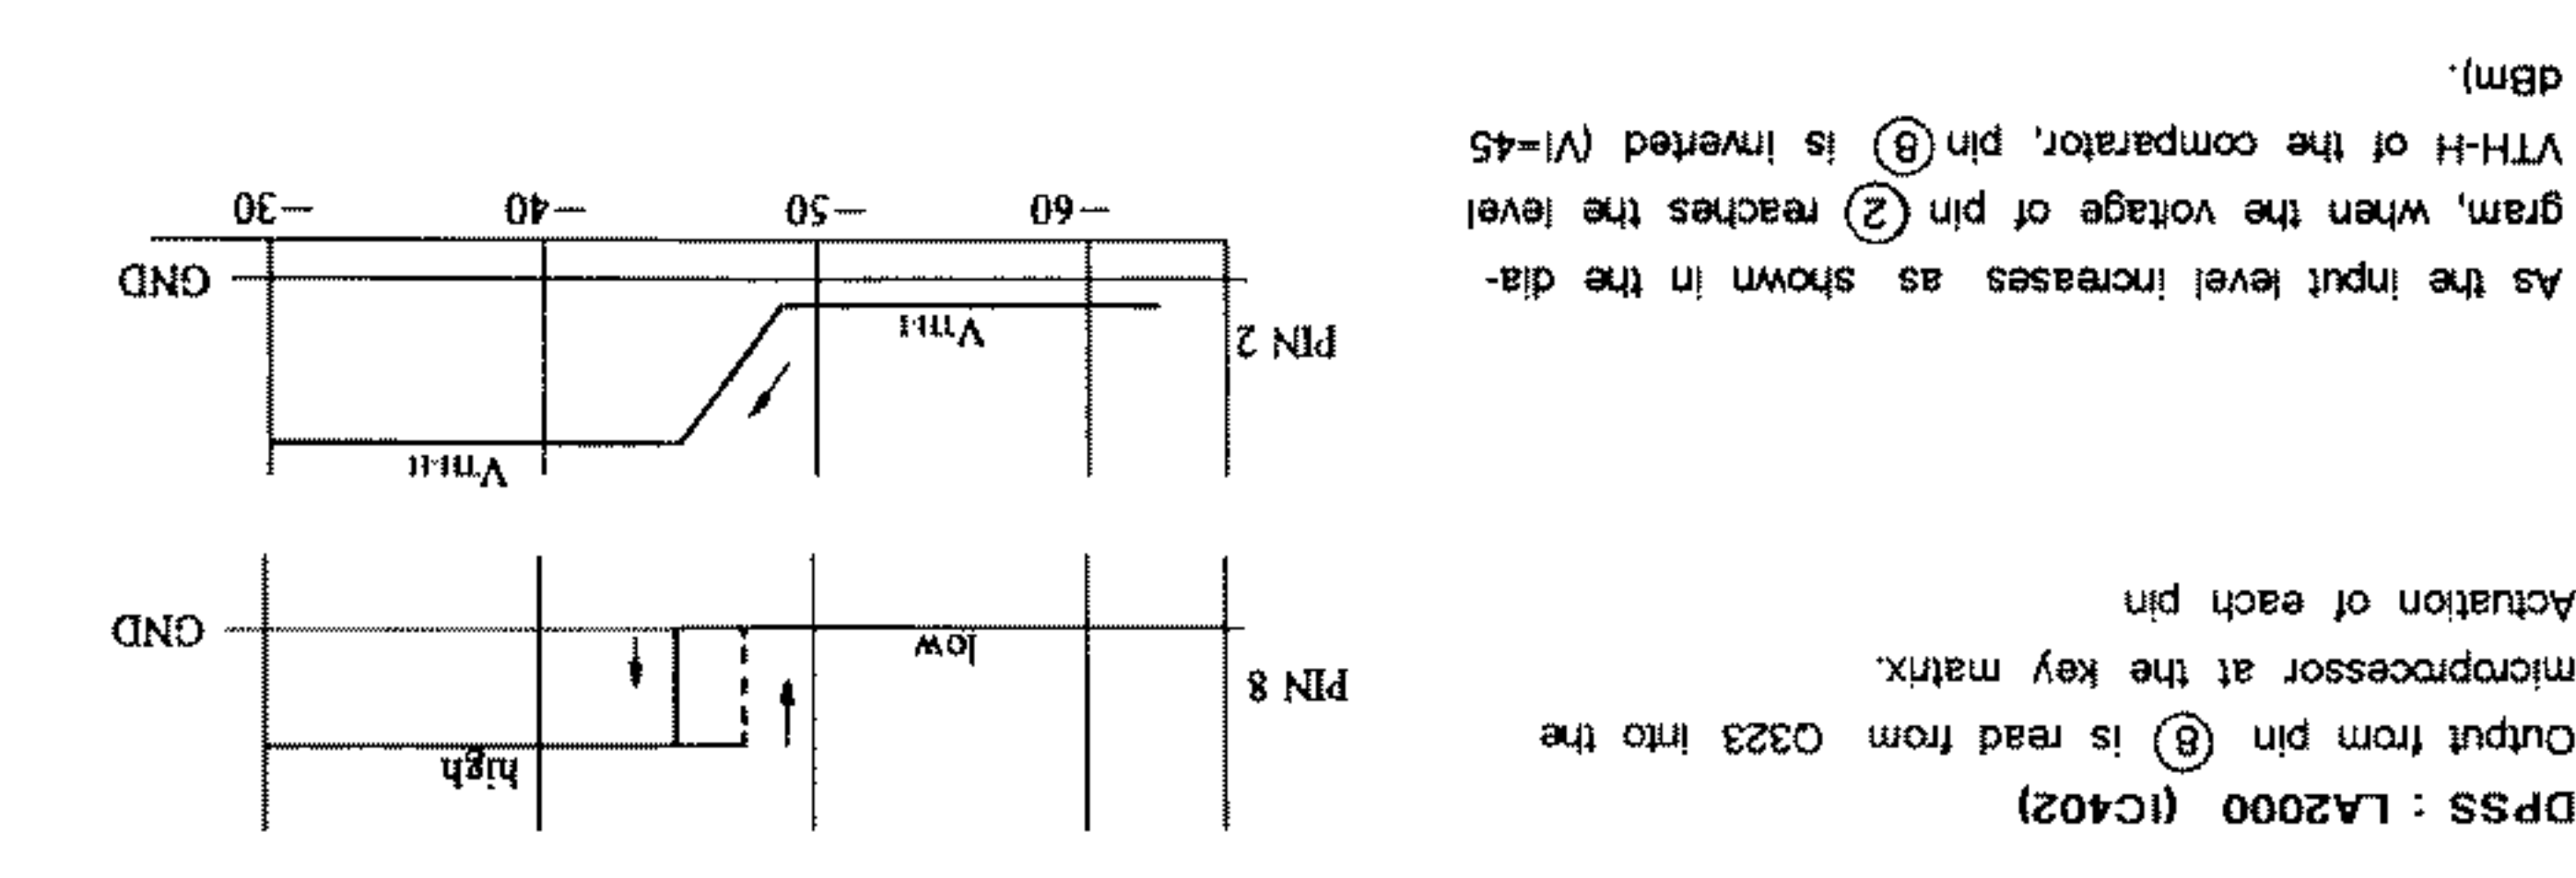 DPSS : LA2000 (IC402)
Output from pin ⑧ is read from Q323 into the
microprocessor at the key matrix.
Actuation of each pin
As the input level increases as shown in the dia-
gram, when the voltage of pin ② reaches the level
VTH-H of the comparator, pin ⑧ is inverted (VI=45
dBm).
high
PIN 8
low
GND
VTH-H
PIN 2
VTH-L
GND
—60
—50
—40
—30